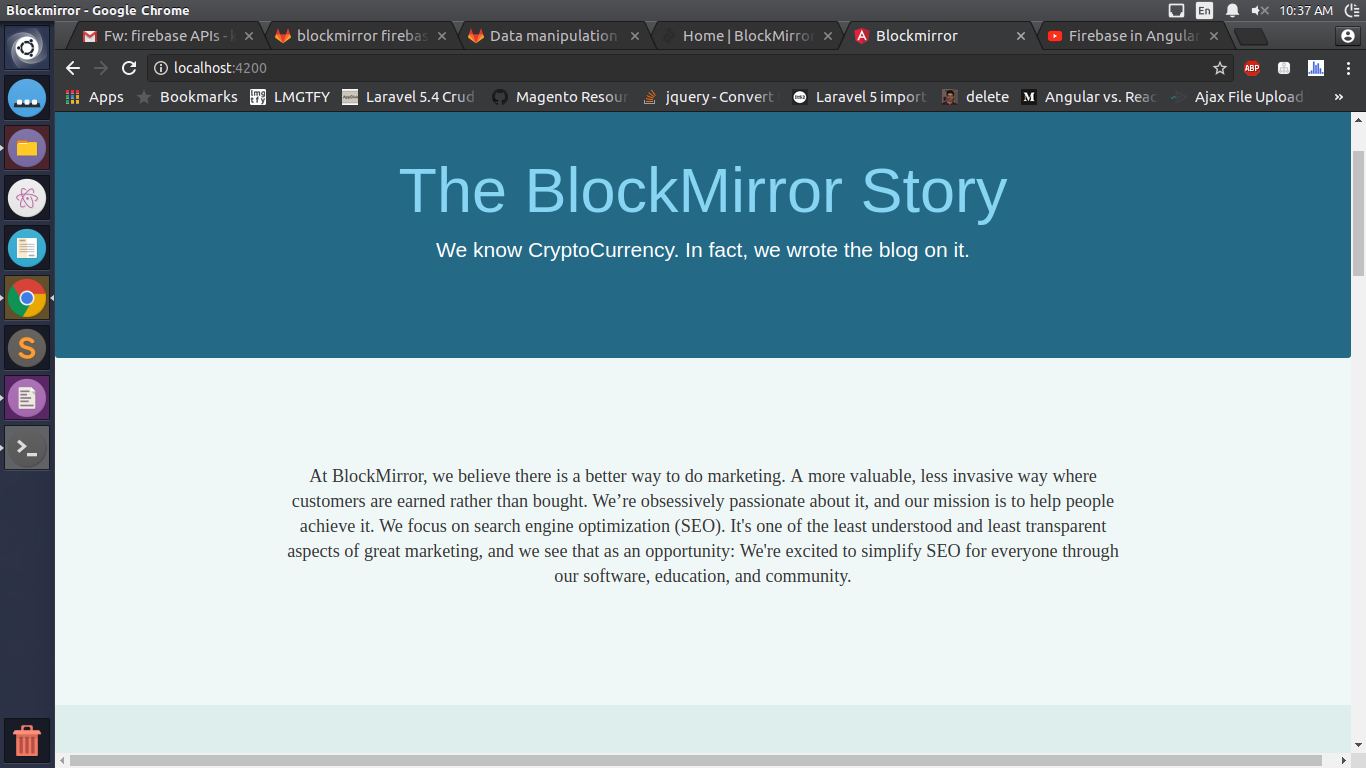 Blockmirror - Google Chrome
En
10:37 AM
Fw: firebase APIs -
blockmirror firebas
Data manipulation
Home | BlockMirror
Blockmirror
Firebase in Angular
localhost:4200
ABP
Apps
Bookmarks
lmg
tfy
LMGTFY
Laravel 5.4 Crud
Magento Resour
jquery - Convert
Laravel 5 import
delete
M
Angular vs. Reac
Ajax File Upload
»
S
The BlockMirror Story
We know CryptoCurrency. In fact, we wrote the blog on it.
At BlockMirror, we believe there is a better way to do marketing. A more valuable, less invasive way where
customers are earned rather than bought. We’re obsessively passionate about it, and our mission is to help people
achieve it. We focus on search engine optimization (SEO). It's one of the least understood and least transparent
aspects of great marketing, and we see that as an opportunity: We're excited to simplify SEO for everyone through
our software, education, and community.